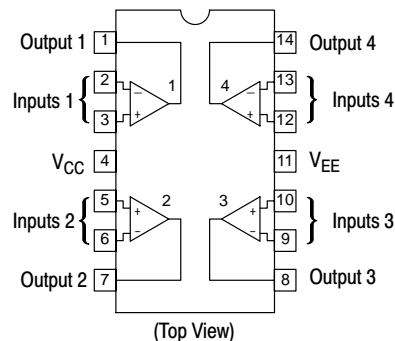 Output 1 1 14 Output 4
2 1 4 13
Inputs 1 { − + − + } Inputs 4
3 12
VCC 4 11 VEE
5 2 3 10
Inputs 2 { + − + − } Inputs 3
6 9
Output 2 7 8 Output 3
(Top View)